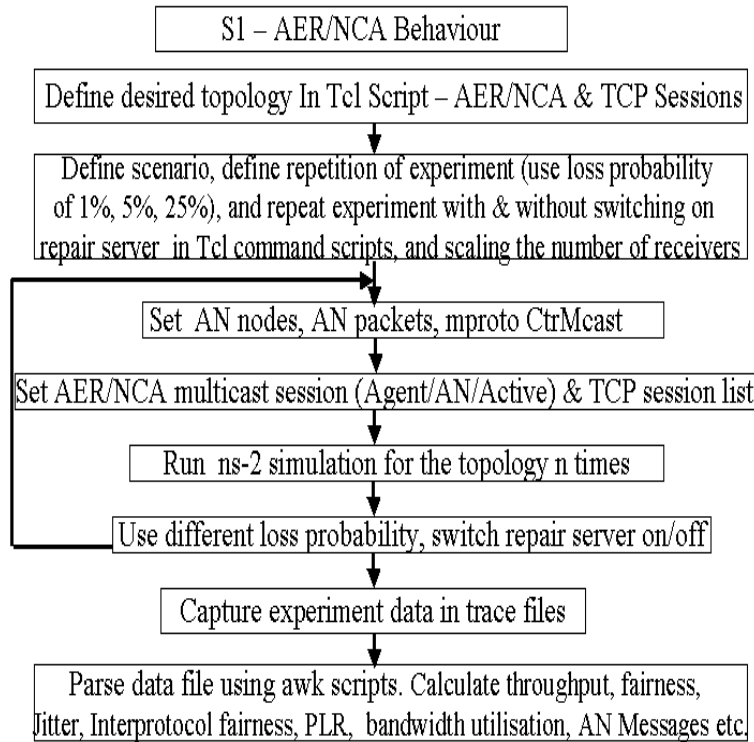 S1 – AER/NCA Behaviour
Define desired topology In Tcl Script – AER/NCA & TCP Sessions
Define scenario, define repetition of experiment (use loss probability
of 1%, 5%, 25%), and repeat experiment with & without switching on
repair server in Tcl command scripts, and scaling the number of receivers
Set AN nodes, AN packets, mproto CtrMcast
Set AER/NCA multicast session (Agent/AN/Active) & TCP session list
Run ns-2 simulation for the topology n times
Use different loss probability, switch repair server on/off
Capture experiment data in trace files
Parse data file using awk scripts. Calculate throughput, fairness,
Jitter, Interprotocol fairness, PLR, bandwidth utilisation, AN Messages etc.